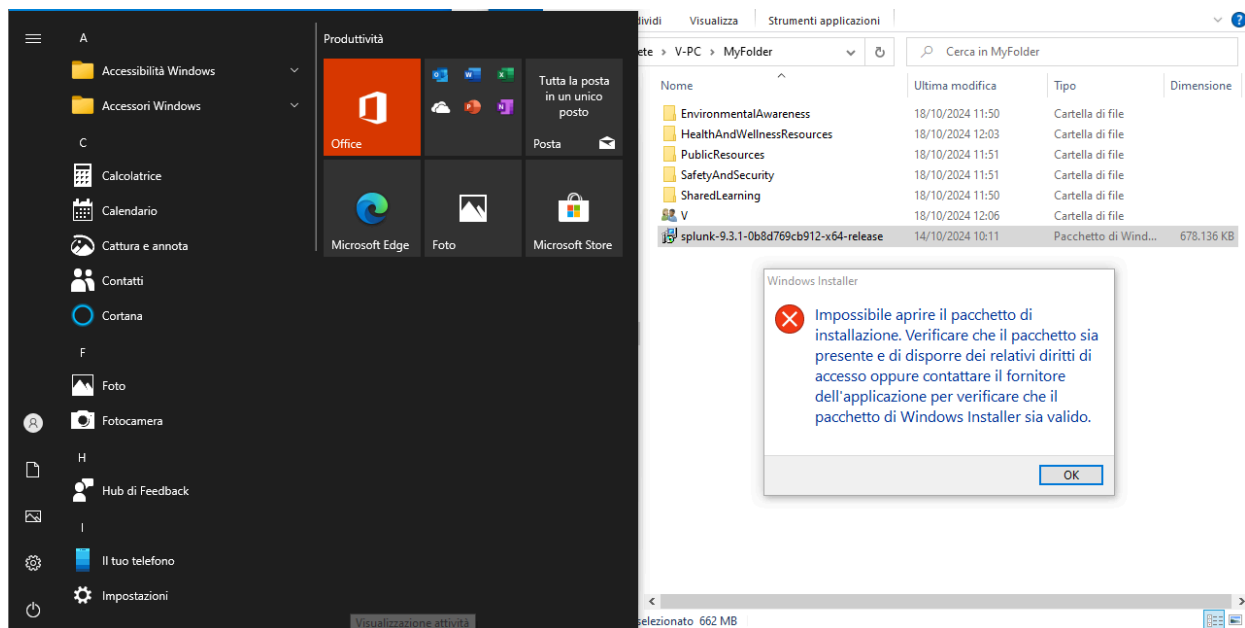 A
Accessibilità Windows
Accessori Windows
C
Calcolatrice
Calendario
Cattura e annota
Contatti
Cortana
F
Foto
Fotocamera
H
Hub di Feedback
I
Il tuo telefono
Impostazioni
Produttività
Office
Tutta la posta
in un unico
posto
Posta
Microsoft Edge
Foto
Microsoft Store
Visualizzazione attività
Visualizza
Strumenti applicazioni
V-PC > MyFolder
Cerca in MyFolder
Nome Ultima modifica Tipo Dimensione
EnvironmentalAwareness 18/10/2024 11:50 Cartella di file
HealthAndWellnessResources 18/10/2024 12:03 Cartella di file
PublicResources 18/10/2024 11:51 Cartella di file
SafetyAndSecurity 18/10/2024 11:51 Cartella di file
SharedLearning 18/10/2024 11:50 Cartella di file
V 18/10/2024 12:06 Cartella di file
splunk-9.3.1-0b8d769cb912-x64-release 14/10/2024 10:11 Pacchetto di Wind... 678.136 KB
Windows Installer
Impossibile aprire il pacchetto di
installazione. Verificare che il pacchetto sia
presente e di disporre dei relativi diritti di
accesso oppure contattare il fornitore
dell'applicazione per verificare che il
pacchetto di Windows Installer sia valido.
OK
selezionato 662 MB